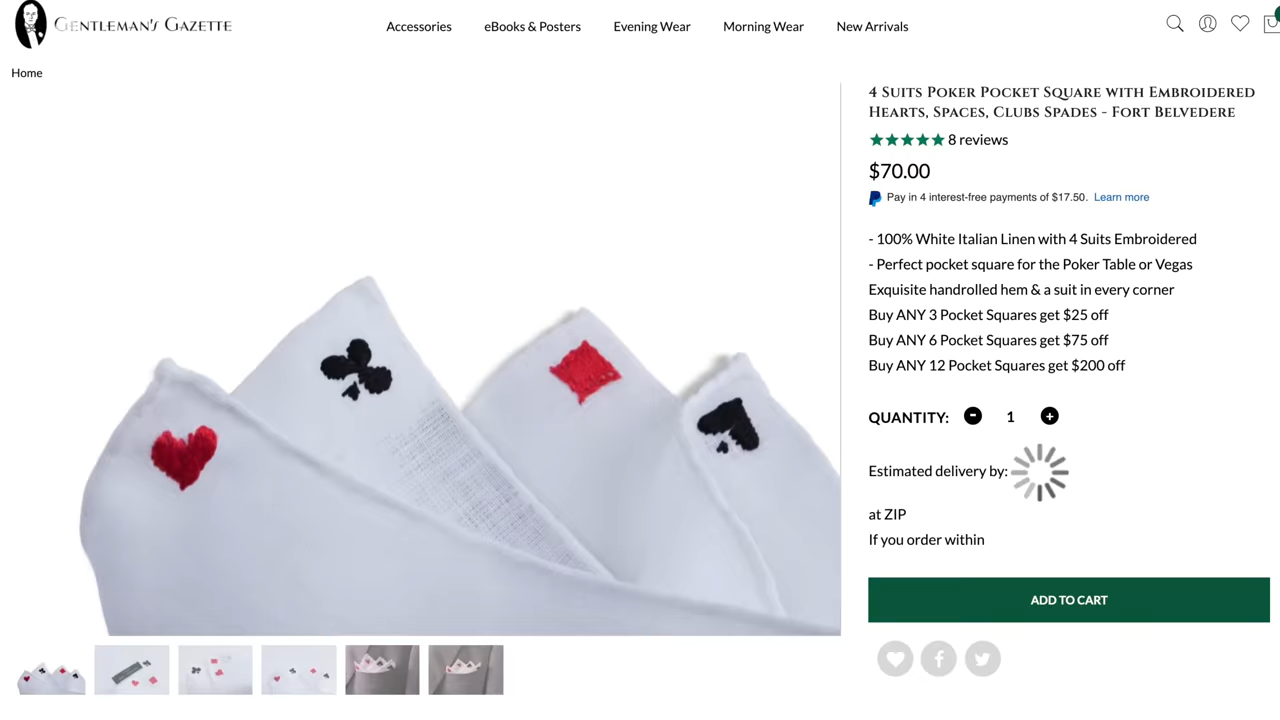 GENTLEMAN'S GAZETTE
Accessories
eBooks & Posters
Evening Wear
Morning Wear
New Arrivals
Home
4 SUITS POKER POCKET SQUARE WITH EMBROIDERED
HEARTS, SPACES, CLUBS SPADES - FORT BELVEDERE
8 reviews
$70.00
Pay in 4 interest-free payments of $17.50. Learn more
- 100% White Italian Linen with 4 Suits Embroidered
- Perfect pocket square for the Poker Table or Vegas
Exquisite handrolled hem & a suit in every corner
Buy ANY 3 Pocket Squares get $25 off
Buy ANY 6 Pocket Squares get $75 off
Buy ANY 12 Pocket Squares get $200 off
QUANTITY: - 1 +
Estimated delivery by:
at ZIP
If you order within
ADD TO CART